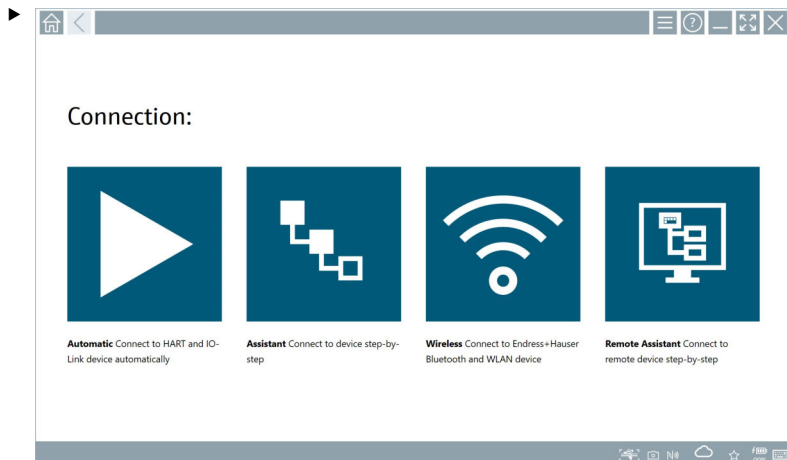 Connection:
Automatic Connect to HART and IO-
Link device automatically
Assistant Connect to device step-by-
step
Wireless Connect to Endress+Hauser
Bluetooth and WLAN device
Remote Assistant Connect to
remote device step-by-step